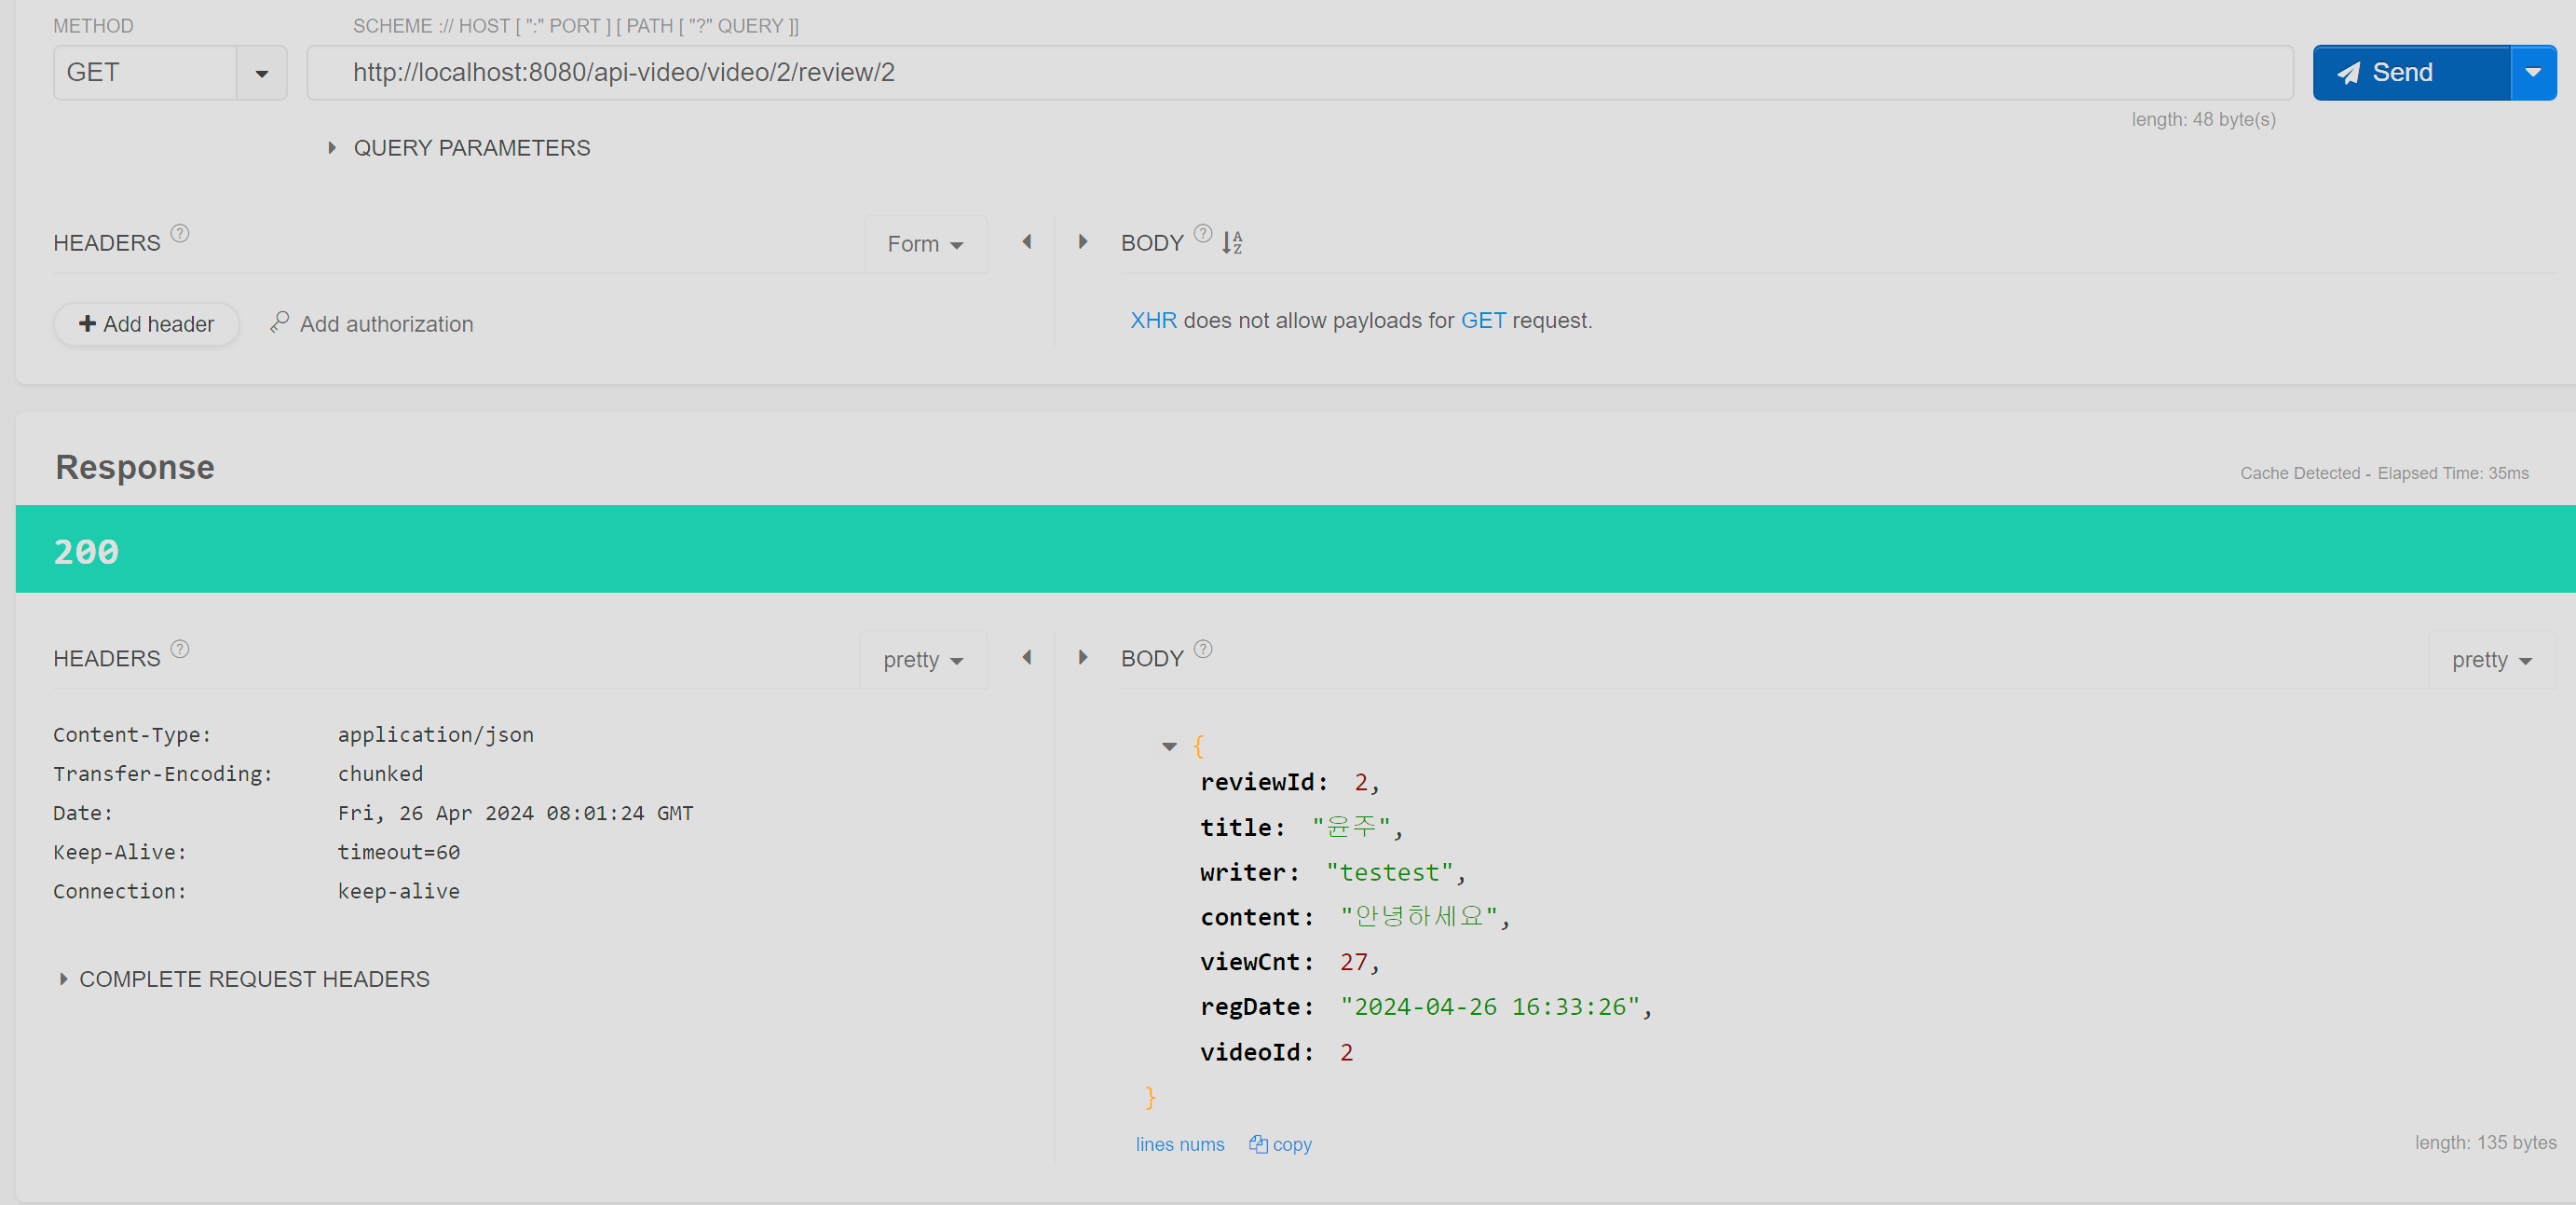 METHOD
SCHEME :// HOST [ ":" PORT ] [ PATH [ "?" QUERY ]]
GET
http://localhost:8080/api-video/video/2/review/2
Send
length: 48 byte(s)
QUERY PARAMETERS
HEADERS ?
Form
BODY ? A Z
Add header
Add authorization
XHR does not allow payloads for GET request.
Response
Cache Detected - Elapsed Time: 35ms
200
HEADERS ?
pretty
BODY ?
pretty
Content-Type: application/json
Transfer-Encoding: chunked
Date: Fri, 26 Apr 2024 08:01:24 GMT
Keep-Alive: timeout=60
Connection: keep-alive
COMPLETE REQUEST HEADERS
{
reviewId: 2,
title: "윤주",
writer: "testest",
content: "안녕하세요",
viewCnt: 27,
regDate: "2024-04-26 16:33:26",
videoId: 2
}
lines nums
copy
length: 135 bytes